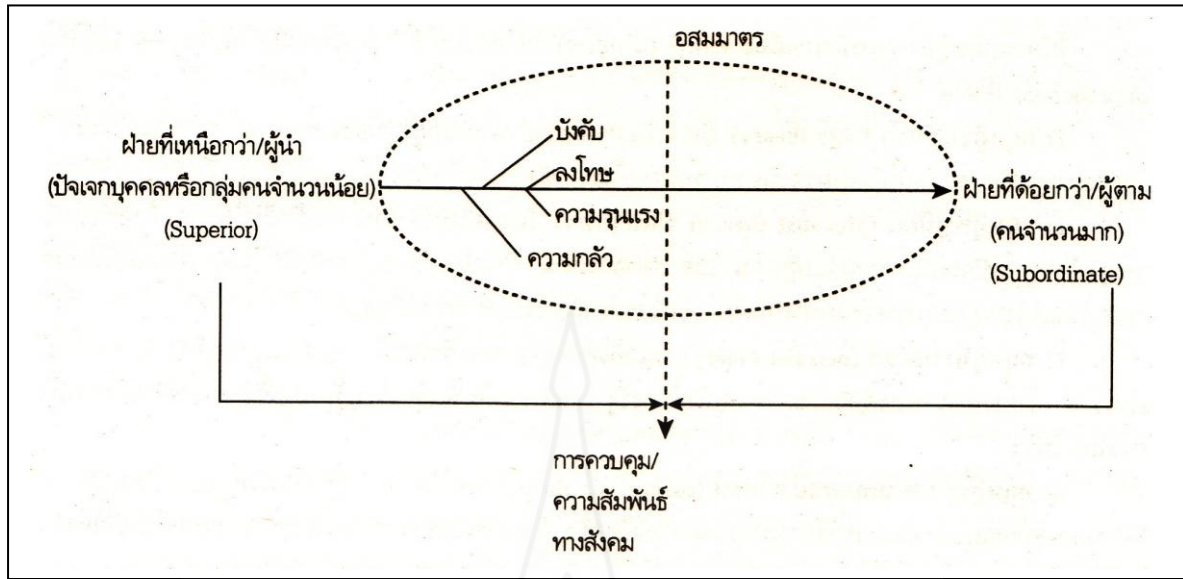 อสมมาตร
ฝ่ายที่เหนือกว่า/ผู้นำ
(ปัจเจกบุคคลหรือกลุ่มคนจำนวนน้อย)
(Superior)
บังคับ
ลงโทษ
ความรุนแรง
ความกลัว
ฝ่ายที่ด้อยกว่า/ผู้ตาม
(คนจำนวนมาก)
(Subordinate)
การควบคุม/
ความสัมพันธ์
ทางสังคม